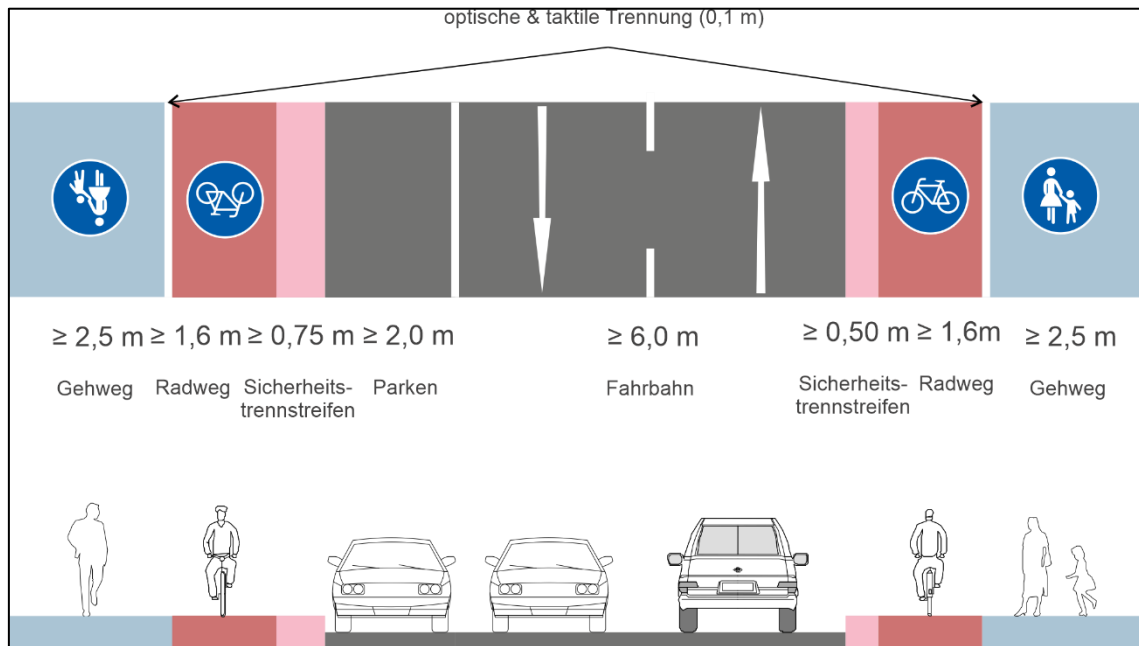 optische & taktile Trennung (0,1 m)
≥ 2,5 m ≥ 1,6 m ≥ 0,75 m ≥ 2,0 m ≥ 6,0 m ≥ 0,50 m ≥ 1,6m ≥ 2,5 m
Gehweg Radweg Sicherheits- Parken Fahrbahn Sicherheits- Radweg Gehweg
trennstreifen trennstreifen